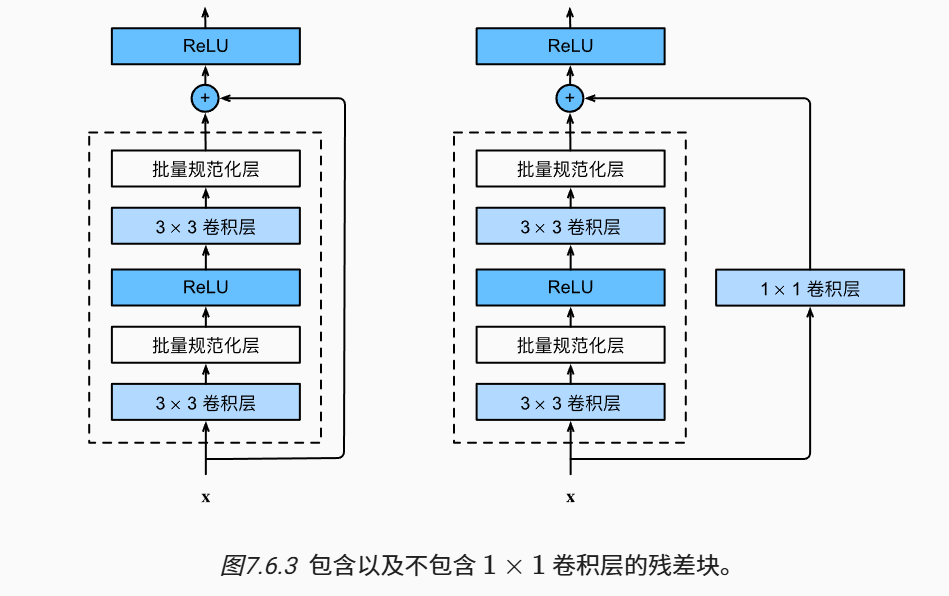 ReLU
+
批量规范化层
3 × 3 卷积层
ReLU
批量规范化层
3 × 3 卷积层
x
ReLU
+
批量规范化层
3 × 3 卷积层
ReLU
1 × 1 卷积层
批量规范化层
3 × 3 卷积层
x
图7.6.3 包含以及不包含 1 × 1 卷积层的残差块。